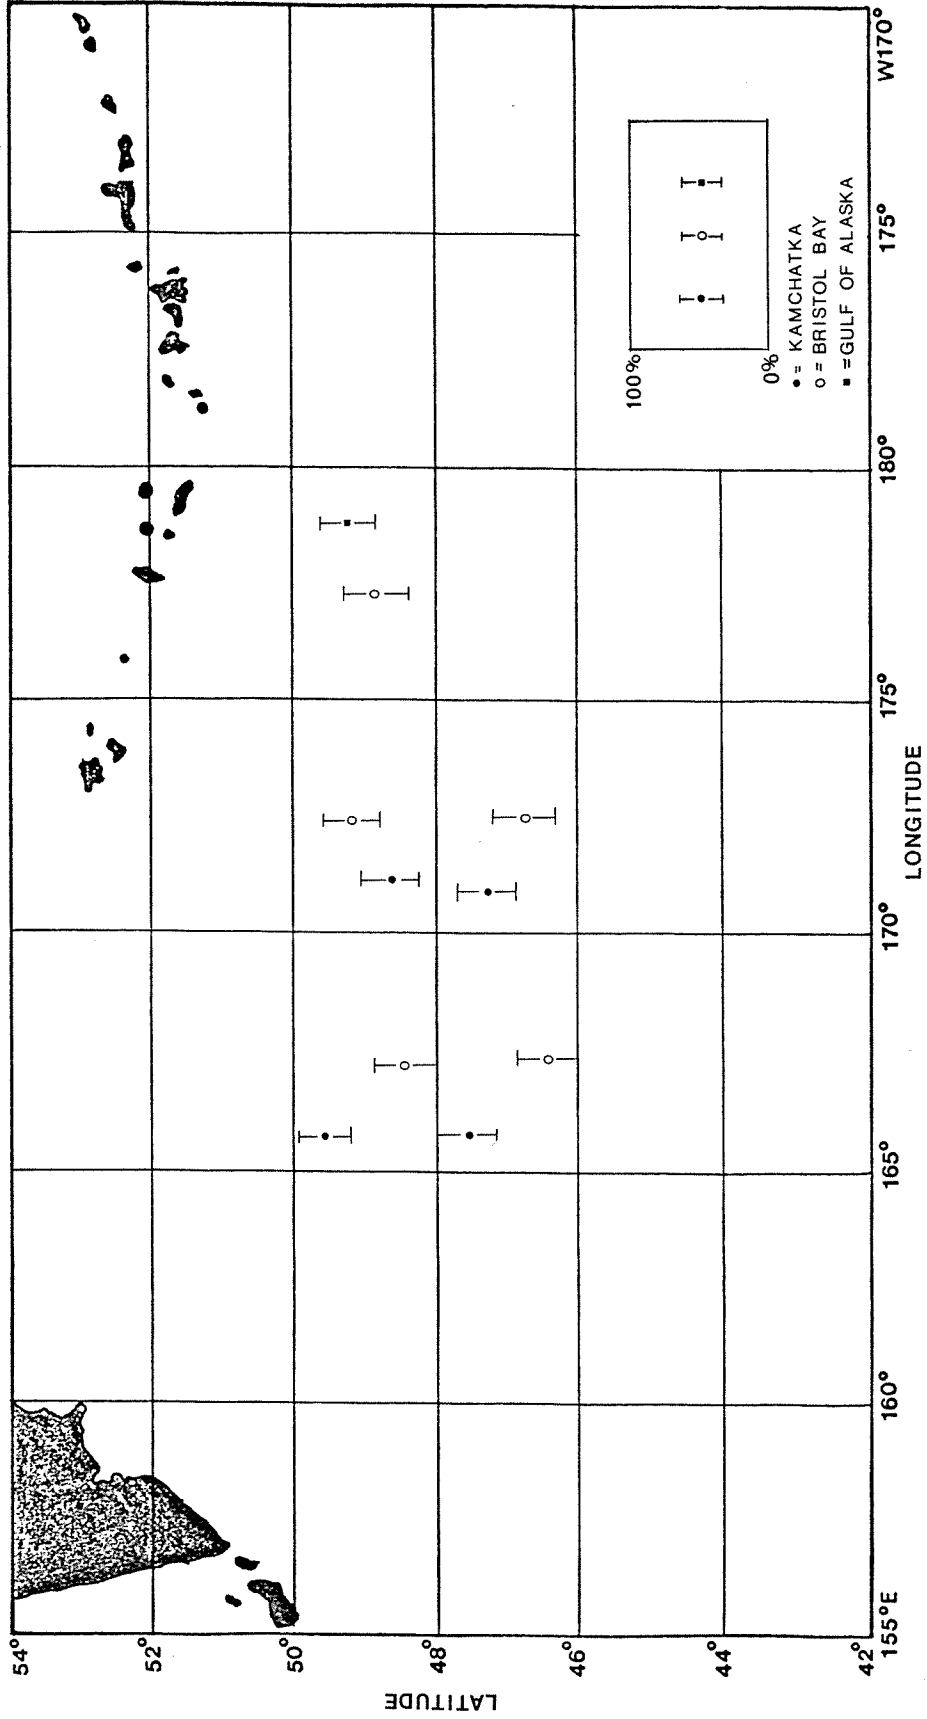 LATITUDE
54°
52°
50°
48°
46°
44°
42°
155°E
160°
165°
170°
175°
180°
175°
W170°
LONGITUDE
100%
0%
● = KAMCHATKA
○ = BRISTOL BAY
■ =GULF OF ALASKA